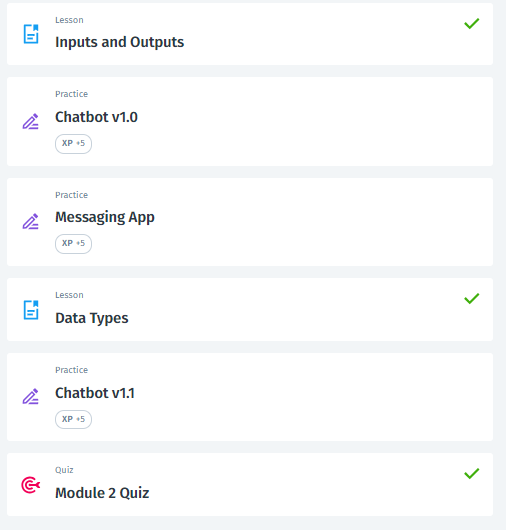 Lesson
Inputs and Outputs
Practice
Chatbot v1.0
XP +5
Practice
Messaging App
XP +5
Lesson
Data Types
Practice
Chatbot v1.1
XP +5
Quiz
Module 2 Quiz